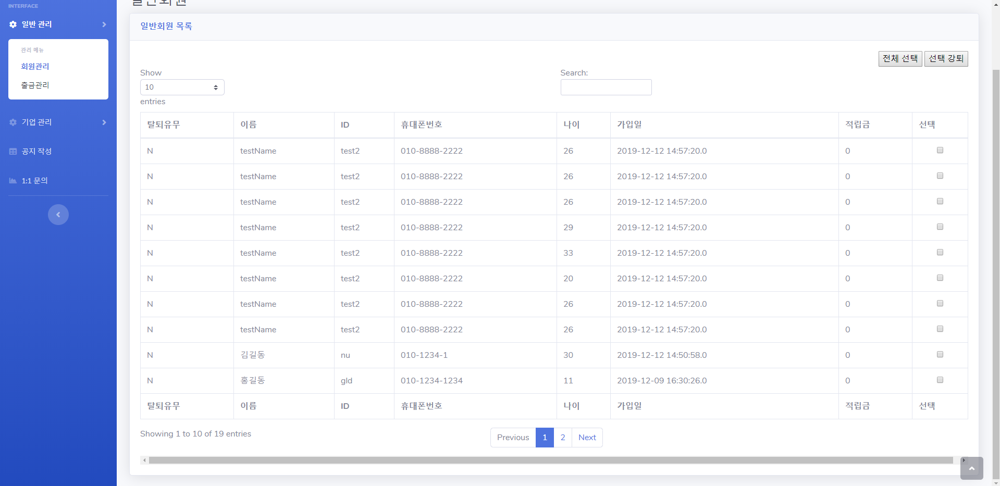 INTERFACE
일반 관리
관리 메뉴
회원관리
출금관리
기업 관리
공지 작성
1:1 문의
일반회원
일반회원 목록
전체 선택 선택 강퇴
Show
10
entries
Search:
탈퇴유무 이름 ID 휴대폰번호 나이 가입일 적립금 선택
N testName test2 010-8888-2222 26 2019-12-12 14:57:20.0 0
N testName test2 010-8888-2222 26 2019-12-12 14:57:20.0 0
N testName test2 010-8888-2222 26 2019-12-12 14:57:20.0 0
N testName test2 010-8888-2222 29 2019-12-12 14:57:20.0 0
N testName test2 010-8888-2222 33 2019-12-12 14:57:20.0 0
N testName test2 010-8888-2222 20 2019-12-12 14:57:20.0 0
N testName test2 010-8888-2222 26 2019-12-12 14:57:20.0 0
N testName test2 010-8888-2222 26 2019-12-12 14:57:20.0 0
N 김길동 nu 010-1234-1 30 2019-12-12 14:50:58.0 0
N 홍길동 gld 010-1234-1234 11 2019-12-09 16:30:26.0 0
탈퇴유무 이름 ID 휴대폰번호 나이 가입일 적립금 선택
Showing 1 to 10 of 19 entries
Previous 1 2 Next